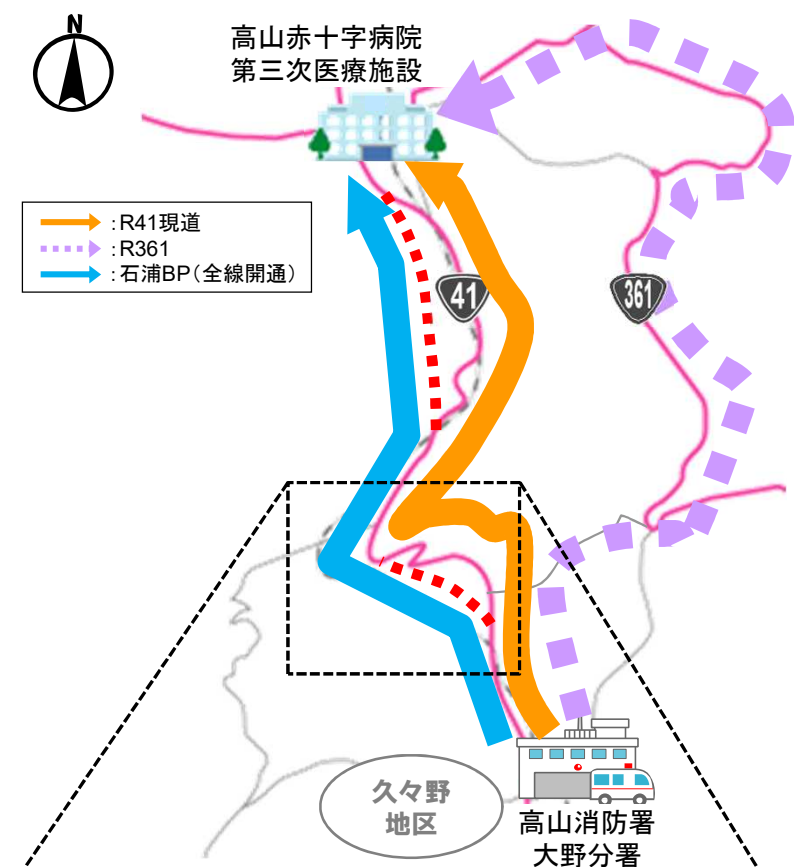 N
高山赤十字病院
第三次医療施設
:R41現道
:R361
:石浦BP(全線開通)
41
361
久々野
地区
高山消防署
大野分署